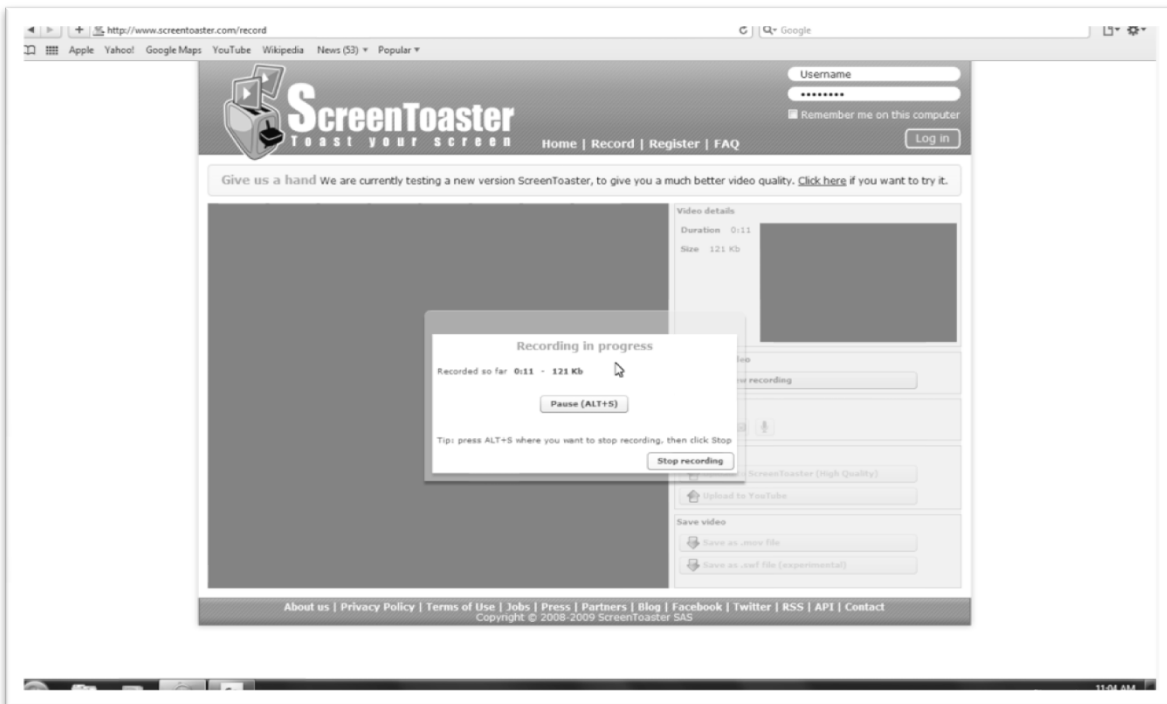 http://www.screentoaster.com/record
Google
Apple Yahoo! Google Maps YouTube Wikipedia News (53) Popular
Username
Remember me on this computer
Log in
ScreenToaster
Toast your screen
Home | Record | Register | FAQ
Give us a hand We are currently testing a new version ScreenToaster, to give you a much better video quality. Click here if you want to try it.
Video details
Duration 0:11
Size 121 Kb
Recording in progress
Recorded so far 0:11 - 121 Kb
Pause (ALT+S)
Tip: press ALT+S where you want to stop recording, then click Stop
Stop recording
recording
ScreenToaster (High Quality)
Upload to YouTube
Save video
Save as .mov file
Save as .swf file (experimental)
About us | Privacy Policy | Terms of Use | Jobs | Press | Partners | Blog | Facebook | Twitter | RSS | API | Contact
Copyright © 2008-2009 ScreenToaster SAS
11:04 AM